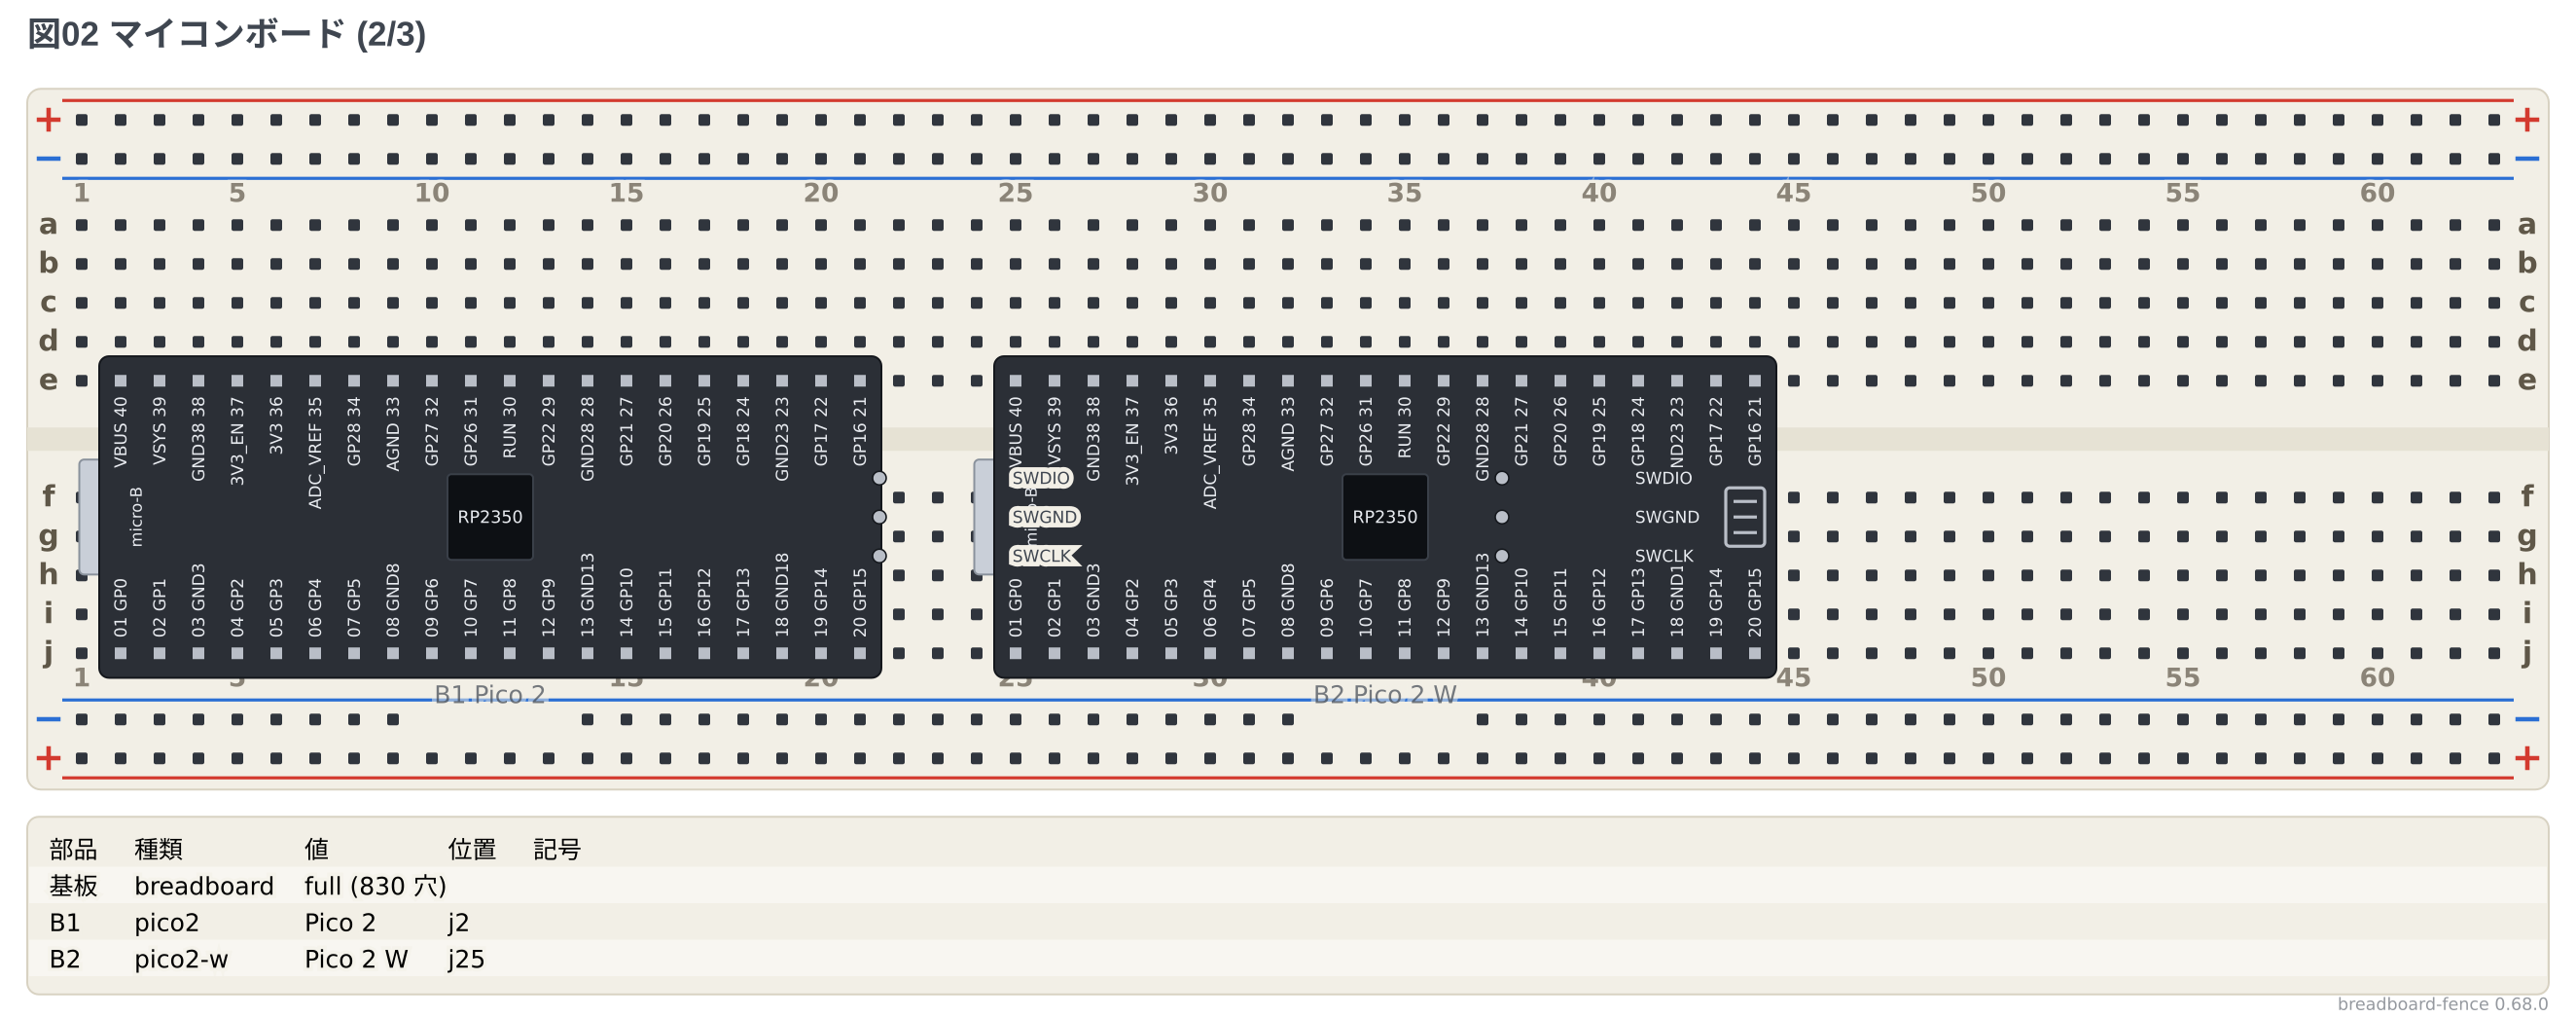 図02 マイコンボード (2/3)
+ +
− −
1 5 10 15 20 25 30 35 40 45 50 55 60
a a
b b
c c
d d
e e
VBUS 40 VSYS 39 GND38 38 3V3_EN 37 3V3 36 ADC_VREF 35 GP28 34 AGND 33 GP27 32 GP26 31 RUN 30 GP22 29 GND28 28 GP21 27 GP20 26 GP19 25 GP18 24 GND23 23 GP17 22 GP16 21
VBUS 40 VSYS 39 GND38 38 3V3_EN 37 3V3 36 ADC_VREF 35 GP28 34 AGND 33 GP27 32 GP26 31 RUN 30 GP22 29 GND28 28 GP21 27 GP20 26 GP19 25 GP18 24 ND23 23 GP17 22 GP16 21
f f
g g
h h
i i
j j
micro-B RP2350
SWDIO SWDIO
SWGND RP2350 SWGND
SWCLK SWCLK
01 GP0 02 GP1 03 GND3 04 GP2 05 GP3 06 GP4 07 GP5 08 GND8 09 GP6 10 GP7 11 GP8 12 GP9 13 GND13 14 GP10 15 GP11 16 GP12 17 GP13 18 GND18 19 GP14 20 GP15
01 GP0 02 GP1 03 GND3 04 GP2 05 GP3 06 GP4 07 GP5 08 GND8 09 GP6 10 GP7 11 GP8 12 GP9 13 GND13 14 GP10 15 GP11 16 GP12 17 GP13 18 GND1 19 GP14 20 GP15
1 5 15 20 25 30 40 45 50 55 60
B1 Pico 2 B2 Pico 2 W
− −
+ +
部品 種類 値 位置 記号
基板 breadboard full (830 穴)
B1 pico2 Pico 2 j2
B2 pico2-w Pico 2 W j25
breadboard-fence 0.68.0